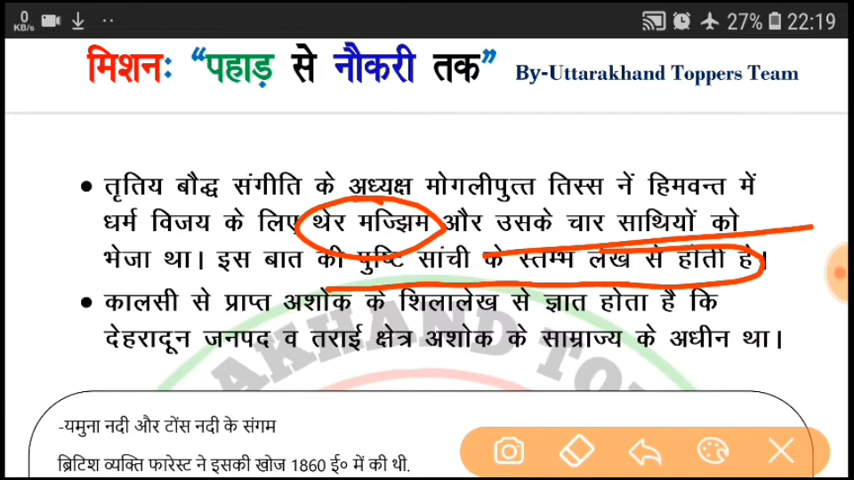 0 KB/s 27% 22:19
मिशनः “पहाड़ से नौकरी तक” By-Uttarakhand Toppers Team
• तृतिय बौद्ध संगीति के अध्यक्ष मोगलीपुत्त तिस्स नें हिमवन्त में
धर्म विजय के लिए थेर मज्झिम और उसके चार साथियों को
भेजा था। इस बात की पुष्टि सांची के स्तम्भ लेख से होती है।
• कालसी से प्राप्त अशोक के शिलालेख से ज्ञात होता है कि
देहरादून जनपद व तराई क्षेत्र अशोक के साम्राज्य के अधीन था।
AKHAND TO
-यमुना नदी और टोंस नदी के संगम
ब्रिटिश व्यक्ति फारेस्ट ने इसकी खोज 1860 ई० में की थी.